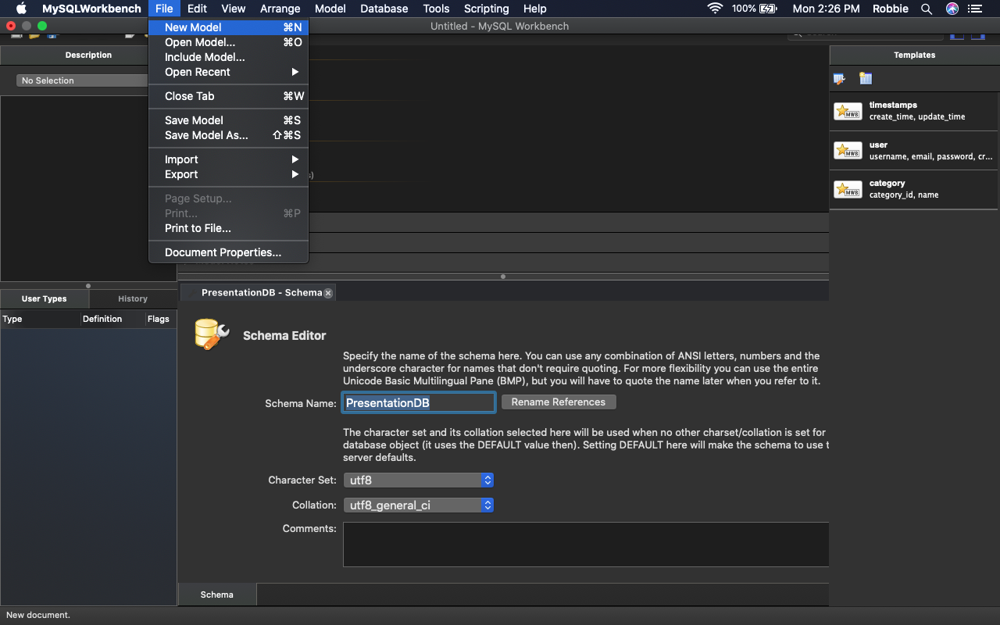 MySQLWorkbench File Edit View Arrange Model Database Tools Scripting Help 100% Mon 2:26 PM Robbie
Untitled - MySQL Workbench
New Model ⌘N
Open Model... ⌘O
Include Model...
Open Recent ▶
Close Tab ⌘W
Save Model ⌘S
Save Model As... ⇧⌘S
Import ▶
Export ▶
Page Setup...
Print... ⌘P
Print to File...
Document Properties...
Description
No Selection
User Types History
Type Definition Flags
PresentationDB - Schema
Schema Editor
Specify the name of the schema here. You can use any combination of ANSI letters, numbers and the
underscore character for names that don't require quoting. For more flexibility you can use the entire
Unicode Basic Multilingual Pane (BMP), but you will have to quote the name later when you refer to it.
Schema Name: PresentationDB Rename References
The character set and its collation selected here will be used when no other charset/collation is set for
database object (it uses the DEFAULT value then). Setting DEFAULT here will make the schema to use t
server defaults.
Character Set: utf8
Collation: utf8_general_ci
Comments:
Schema
Templates
MWB
timestamps
create_time, update_time
MWB
user
username, email, password, cr...
MWB
category
category_id, name
New document.